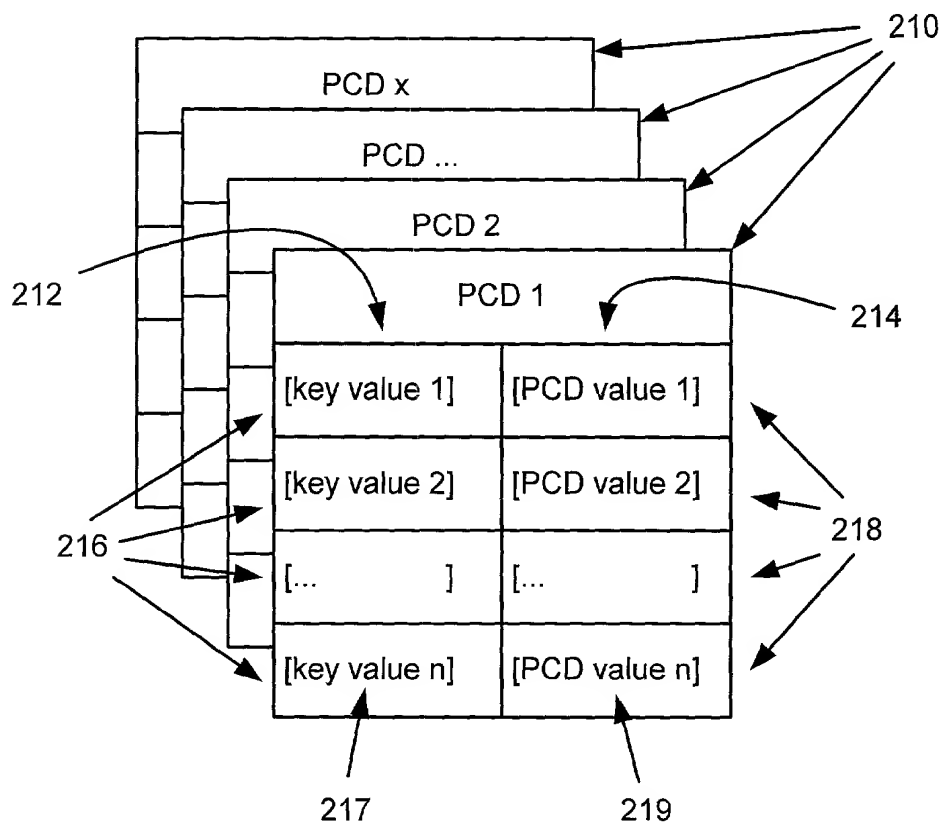 210
PCD x
PCD ...
PCD 2
212
PCD 1
214
[key value 1] [PCD value 1]
[key value 2] [PCD value 2]
216
218
[... ] [... ]
[key value n] [PCD value n]
217
219